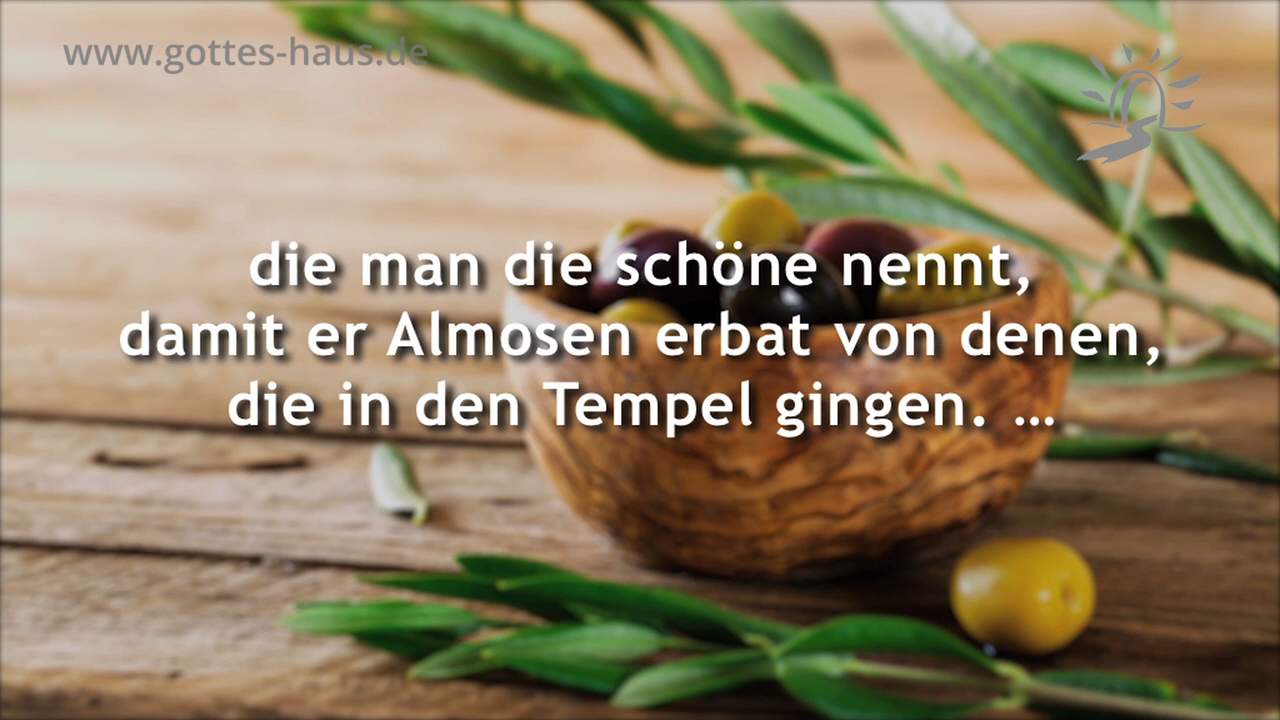 www.gottes-haus.de
die man die schöne nennt,
damit er Almosen erbat von denen,
die in den Tempel gingen. ...